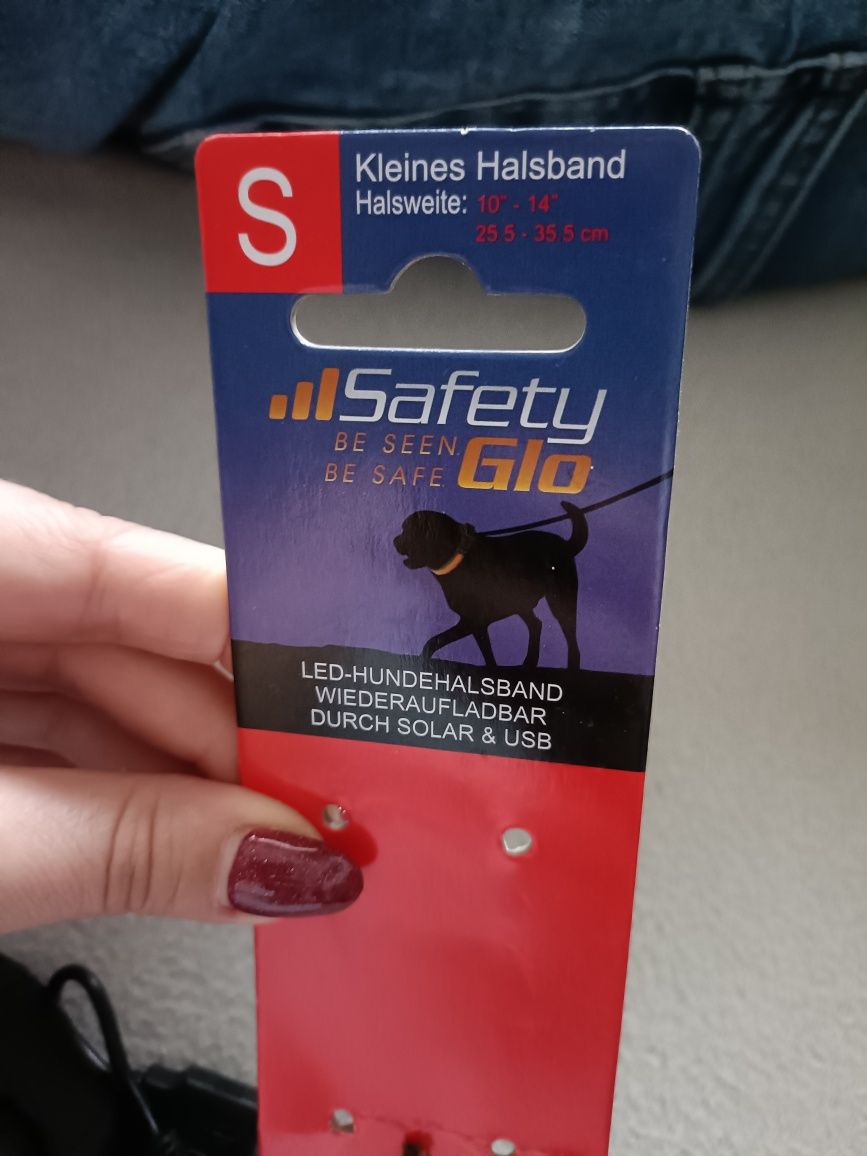 S
Kleines Halsband
Halsweite: 10" - 14"
25.5 - 35.5 cm
Safety
BE SEEN.
BE SAFE.
Glo
LED-HUNDEHALSBAND
WIEDERAUFLADBAR
DURCH SOLAR & USB